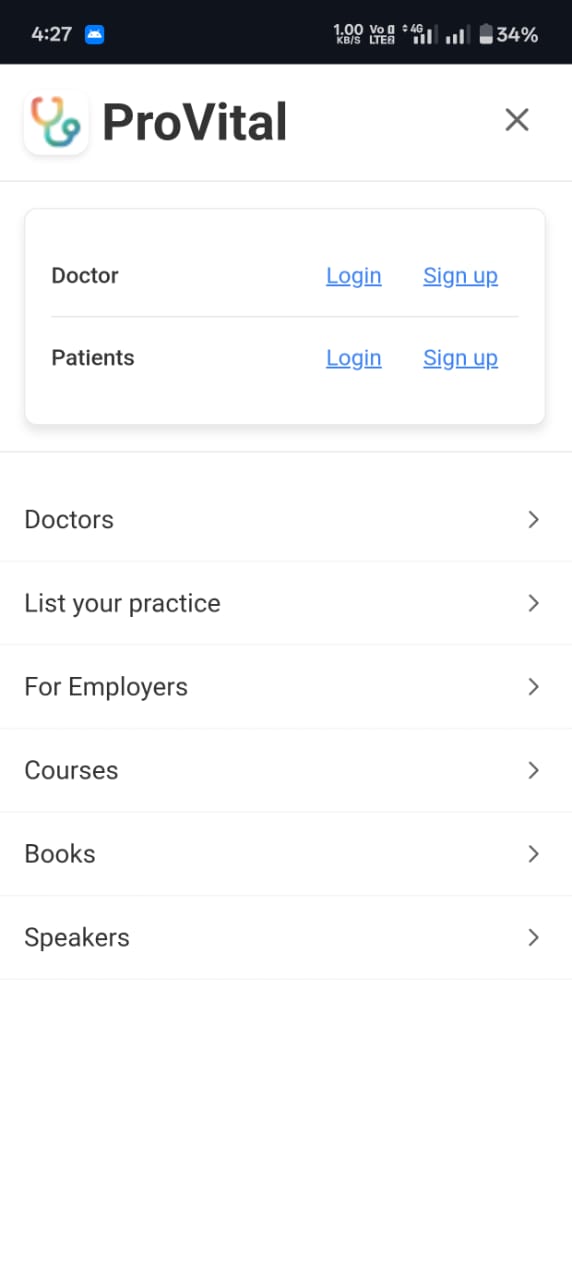 4:27 1.00 KB/S Vo LTE2 4G 34%
ProVital
Doctor Login Sign up
Patients Login Sign up
Doctors
List your practice
For Employers
Courses
Books
Speakers